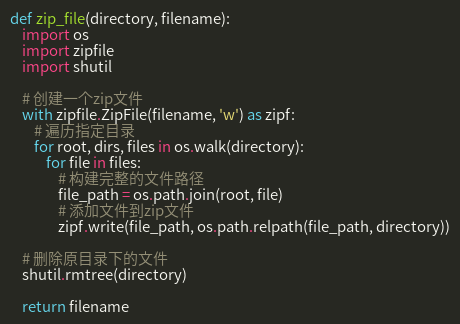 def zip_file(directory, filename):
    import os
    import zipfile
    import shutil

    # 创建一个zip文件
    with zipfile.ZipFile(filename, 'w') as zipf:
        # 遍历指定目录
        for root, dirs, files in os.walk(directory):
            for file in files:
                # 构建完整的文件路径
                file_path = os.path.join(root, file)
                # 添加文件到zip文件
                zipf.write(file_path, os.path.relpath(file_path, directory))

    # 删除原目录下的文件
    shutil.rmtree(directory)

    return filename